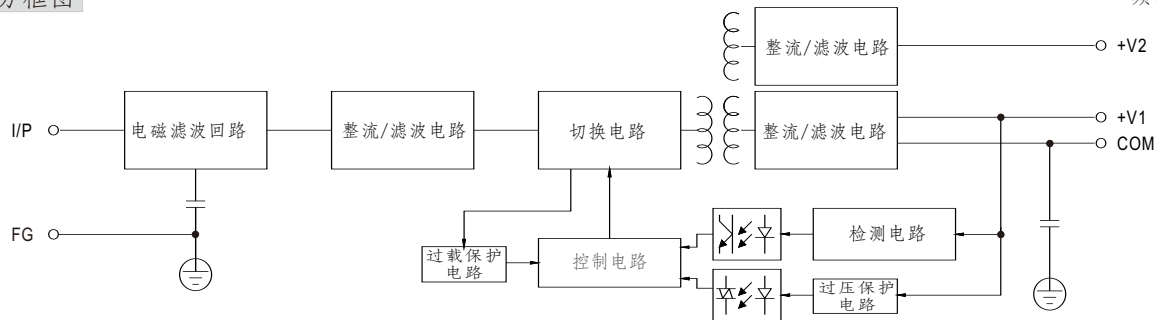 方框图
整流/滤波电路
+V2
I/P
电磁滤波回路
整流/滤波电路
切换电路
整流/滤波电路
+V1
COM
FG
过载保护
电路
控制电路
检测电路
过压保护
电路